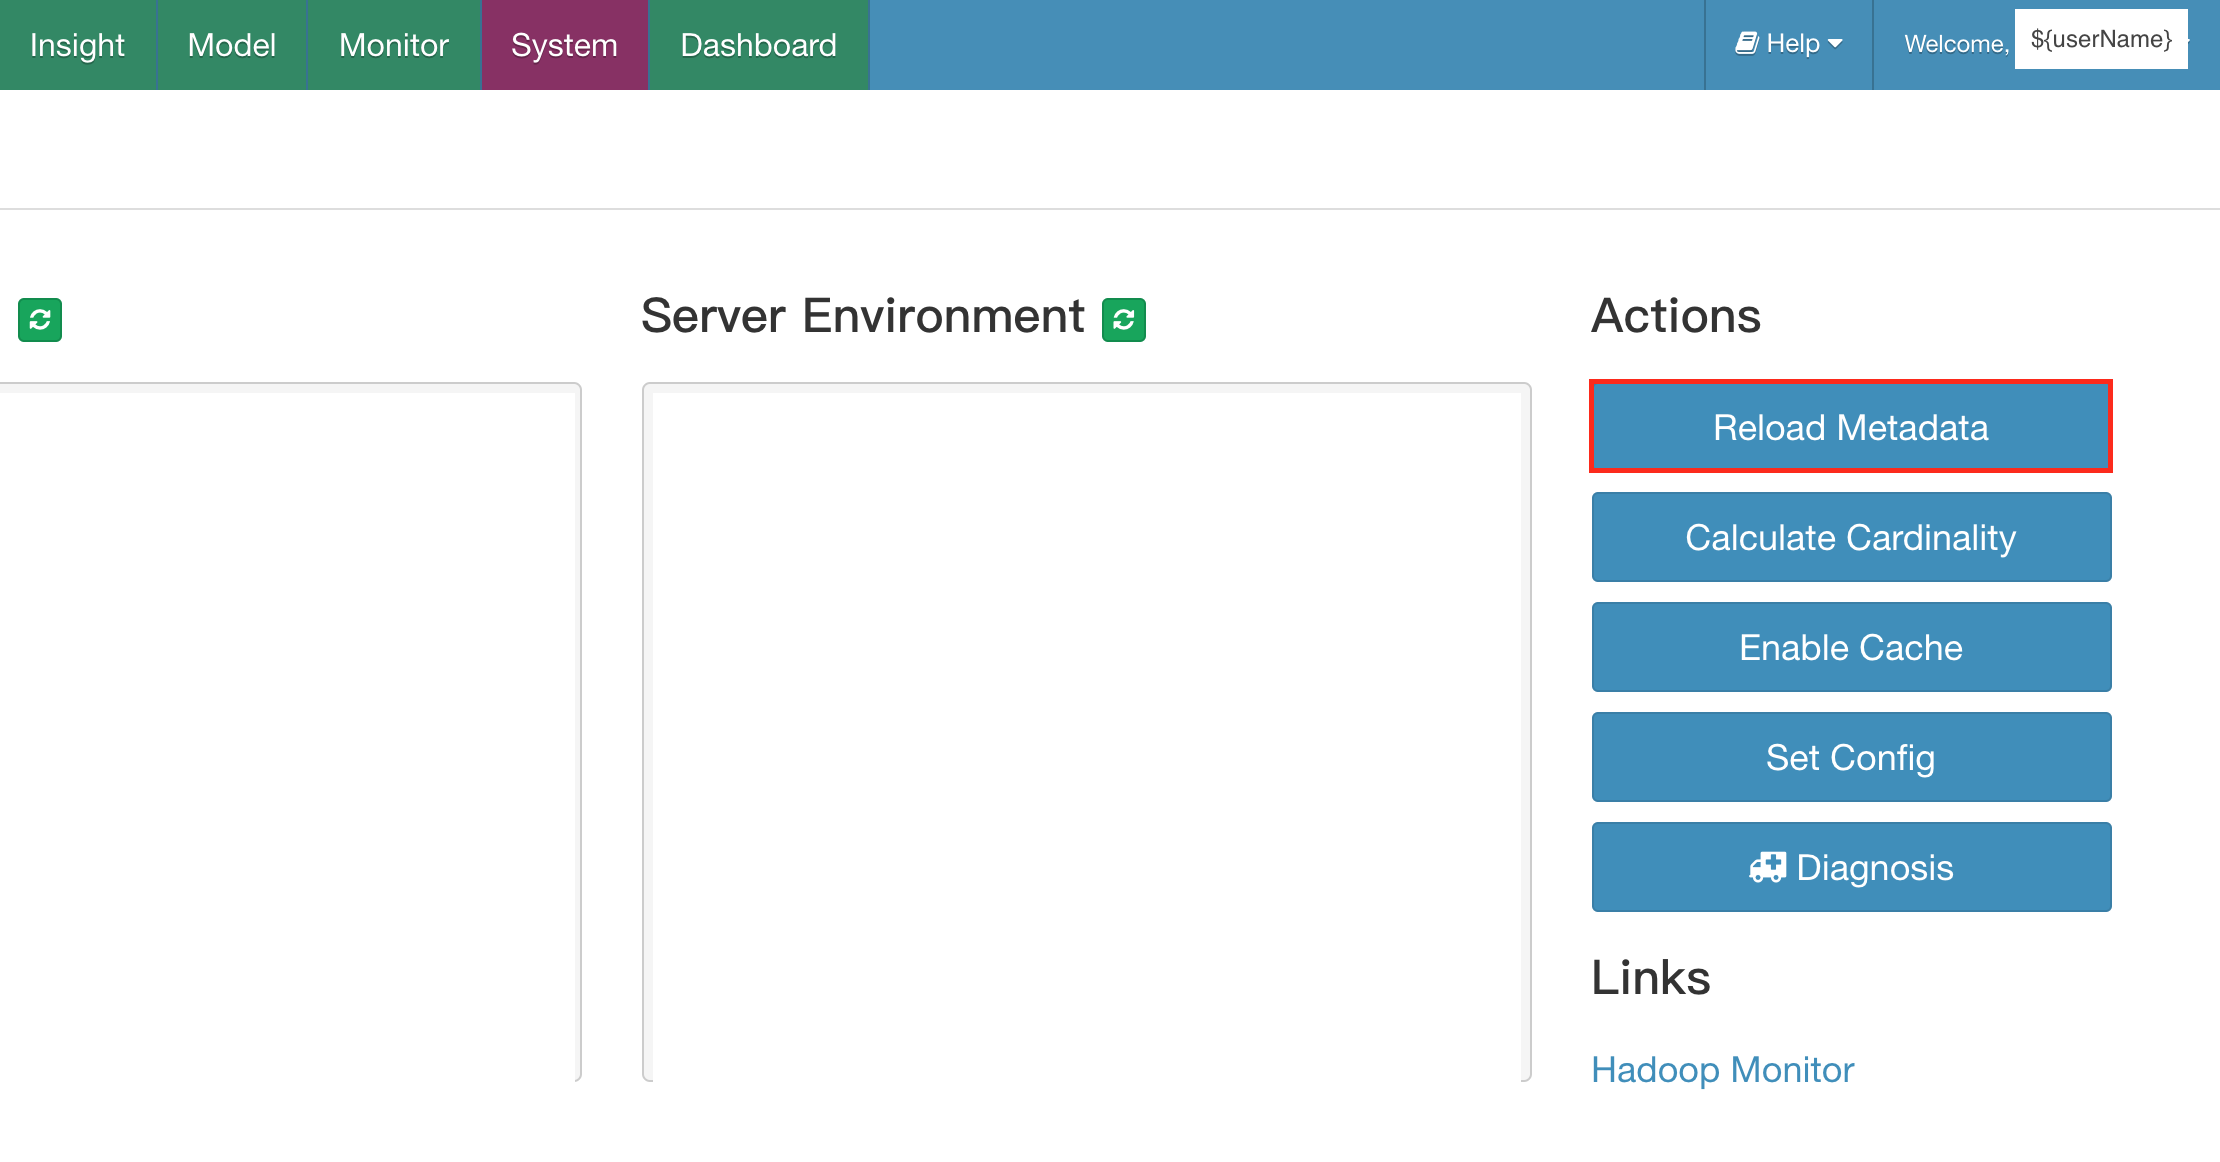 Insight Model Monitor System Dashboard Help Welcome, ${userName}
Server Environment
Actions
Reload Metadata
Calculate Cardinality
Enable Cache
Set Config
Diagnosis
Links
Hadoop Monitor